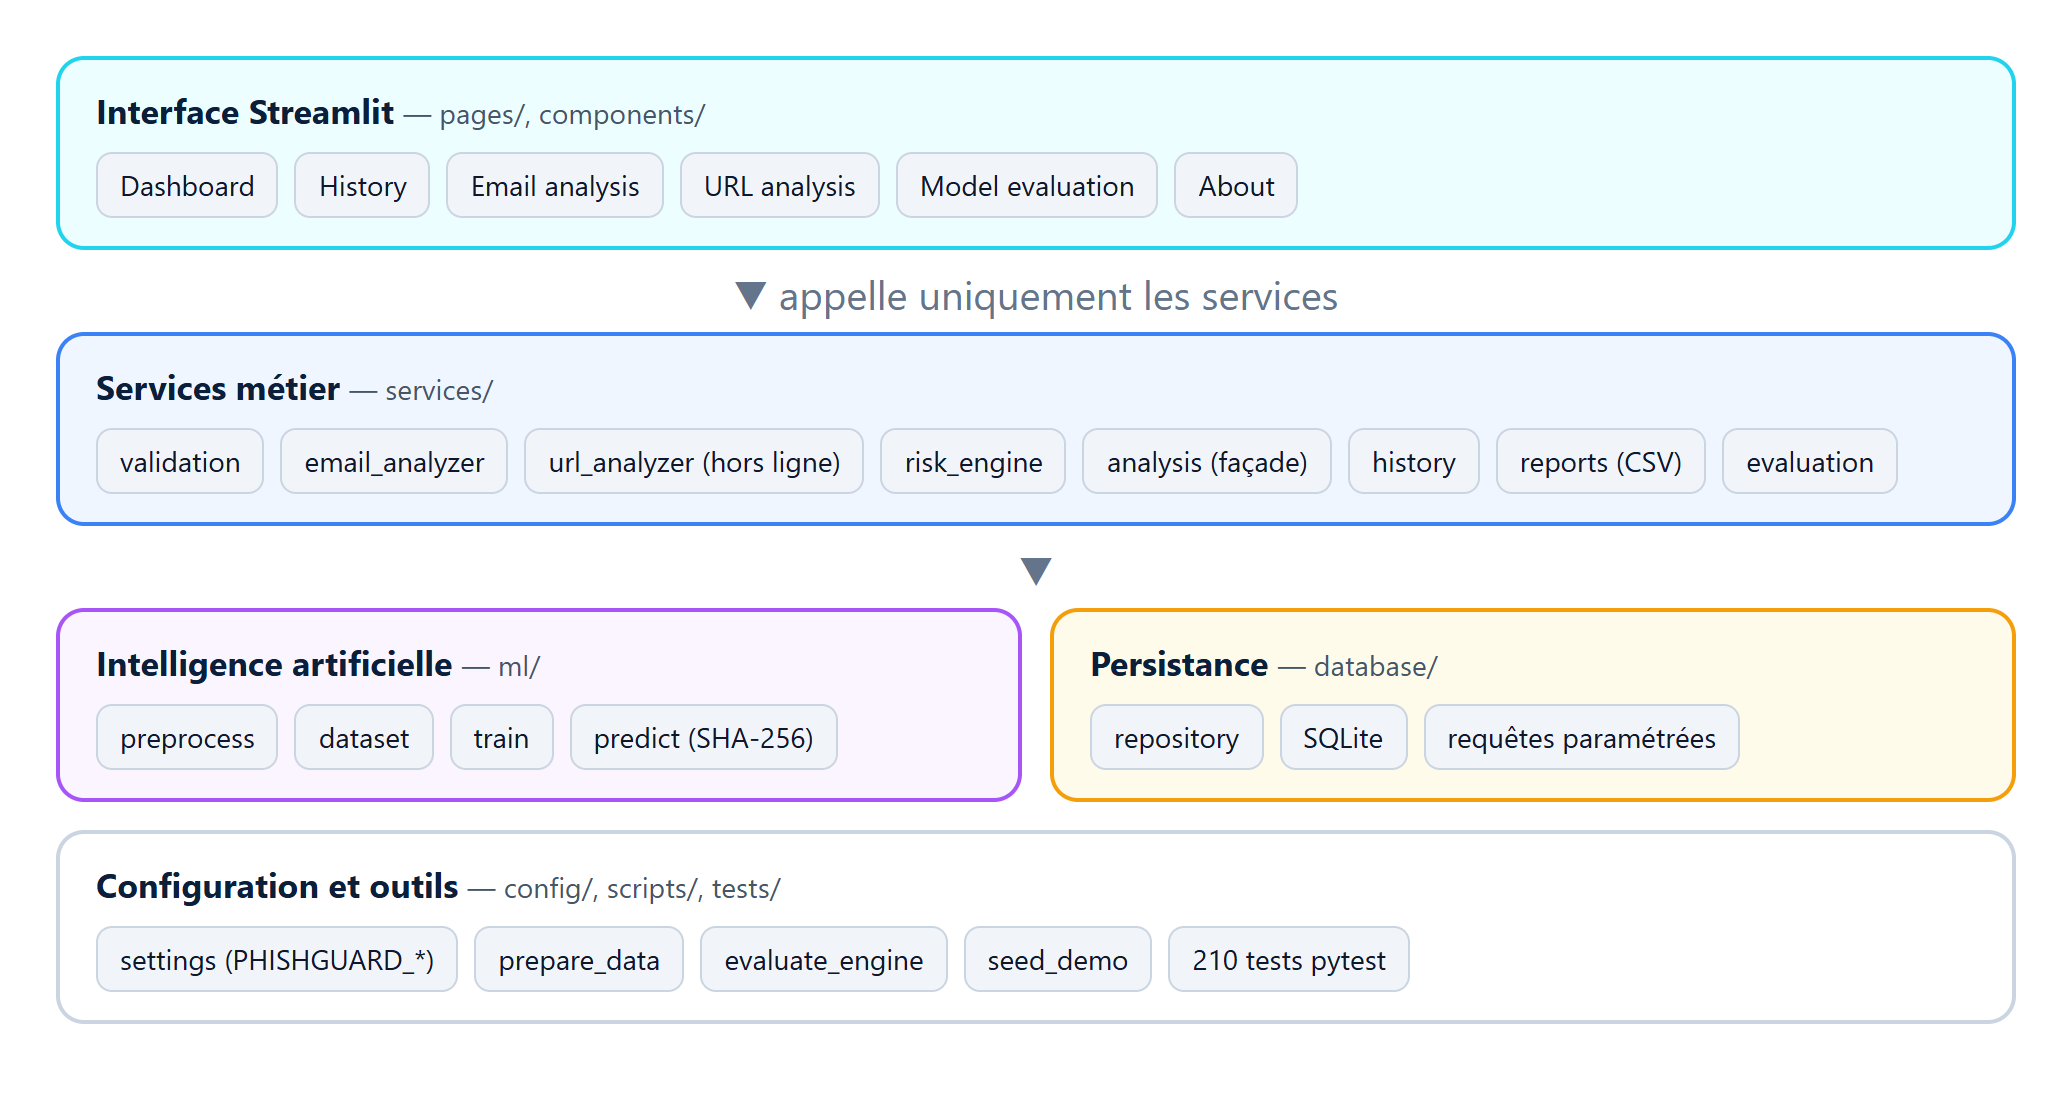 Interface Streamlit — pages/, components/
Dashboard History Email analysis URL analysis Model evaluation About
▼ appelle uniquement les services
Services métier — services/
validation email_analyzer url_analyzer (hors ligne) risk_engine analysis (façade) history reports (CSV) evaluation
▼
Intelligence artificielle — ml/
preprocess dataset train predict (SHA-256)
Persistance — database/
repository SQLite requêtes paramétrées
Configuration et outils — config/, scripts/, tests/
settings (PHISHGUARD_*) prepare_data evaluate_engine seed_demo 210 tests pytest